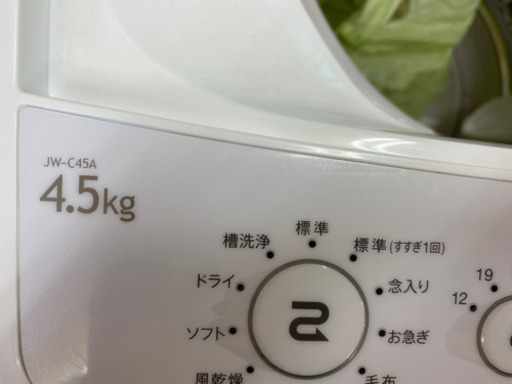 JW-C45A
4.5kg
標準
槽洗浄
標準(すすぎ1回)
ドライ
念入り
ソフト
お急ぎ
風乾燥
毛布
19
12